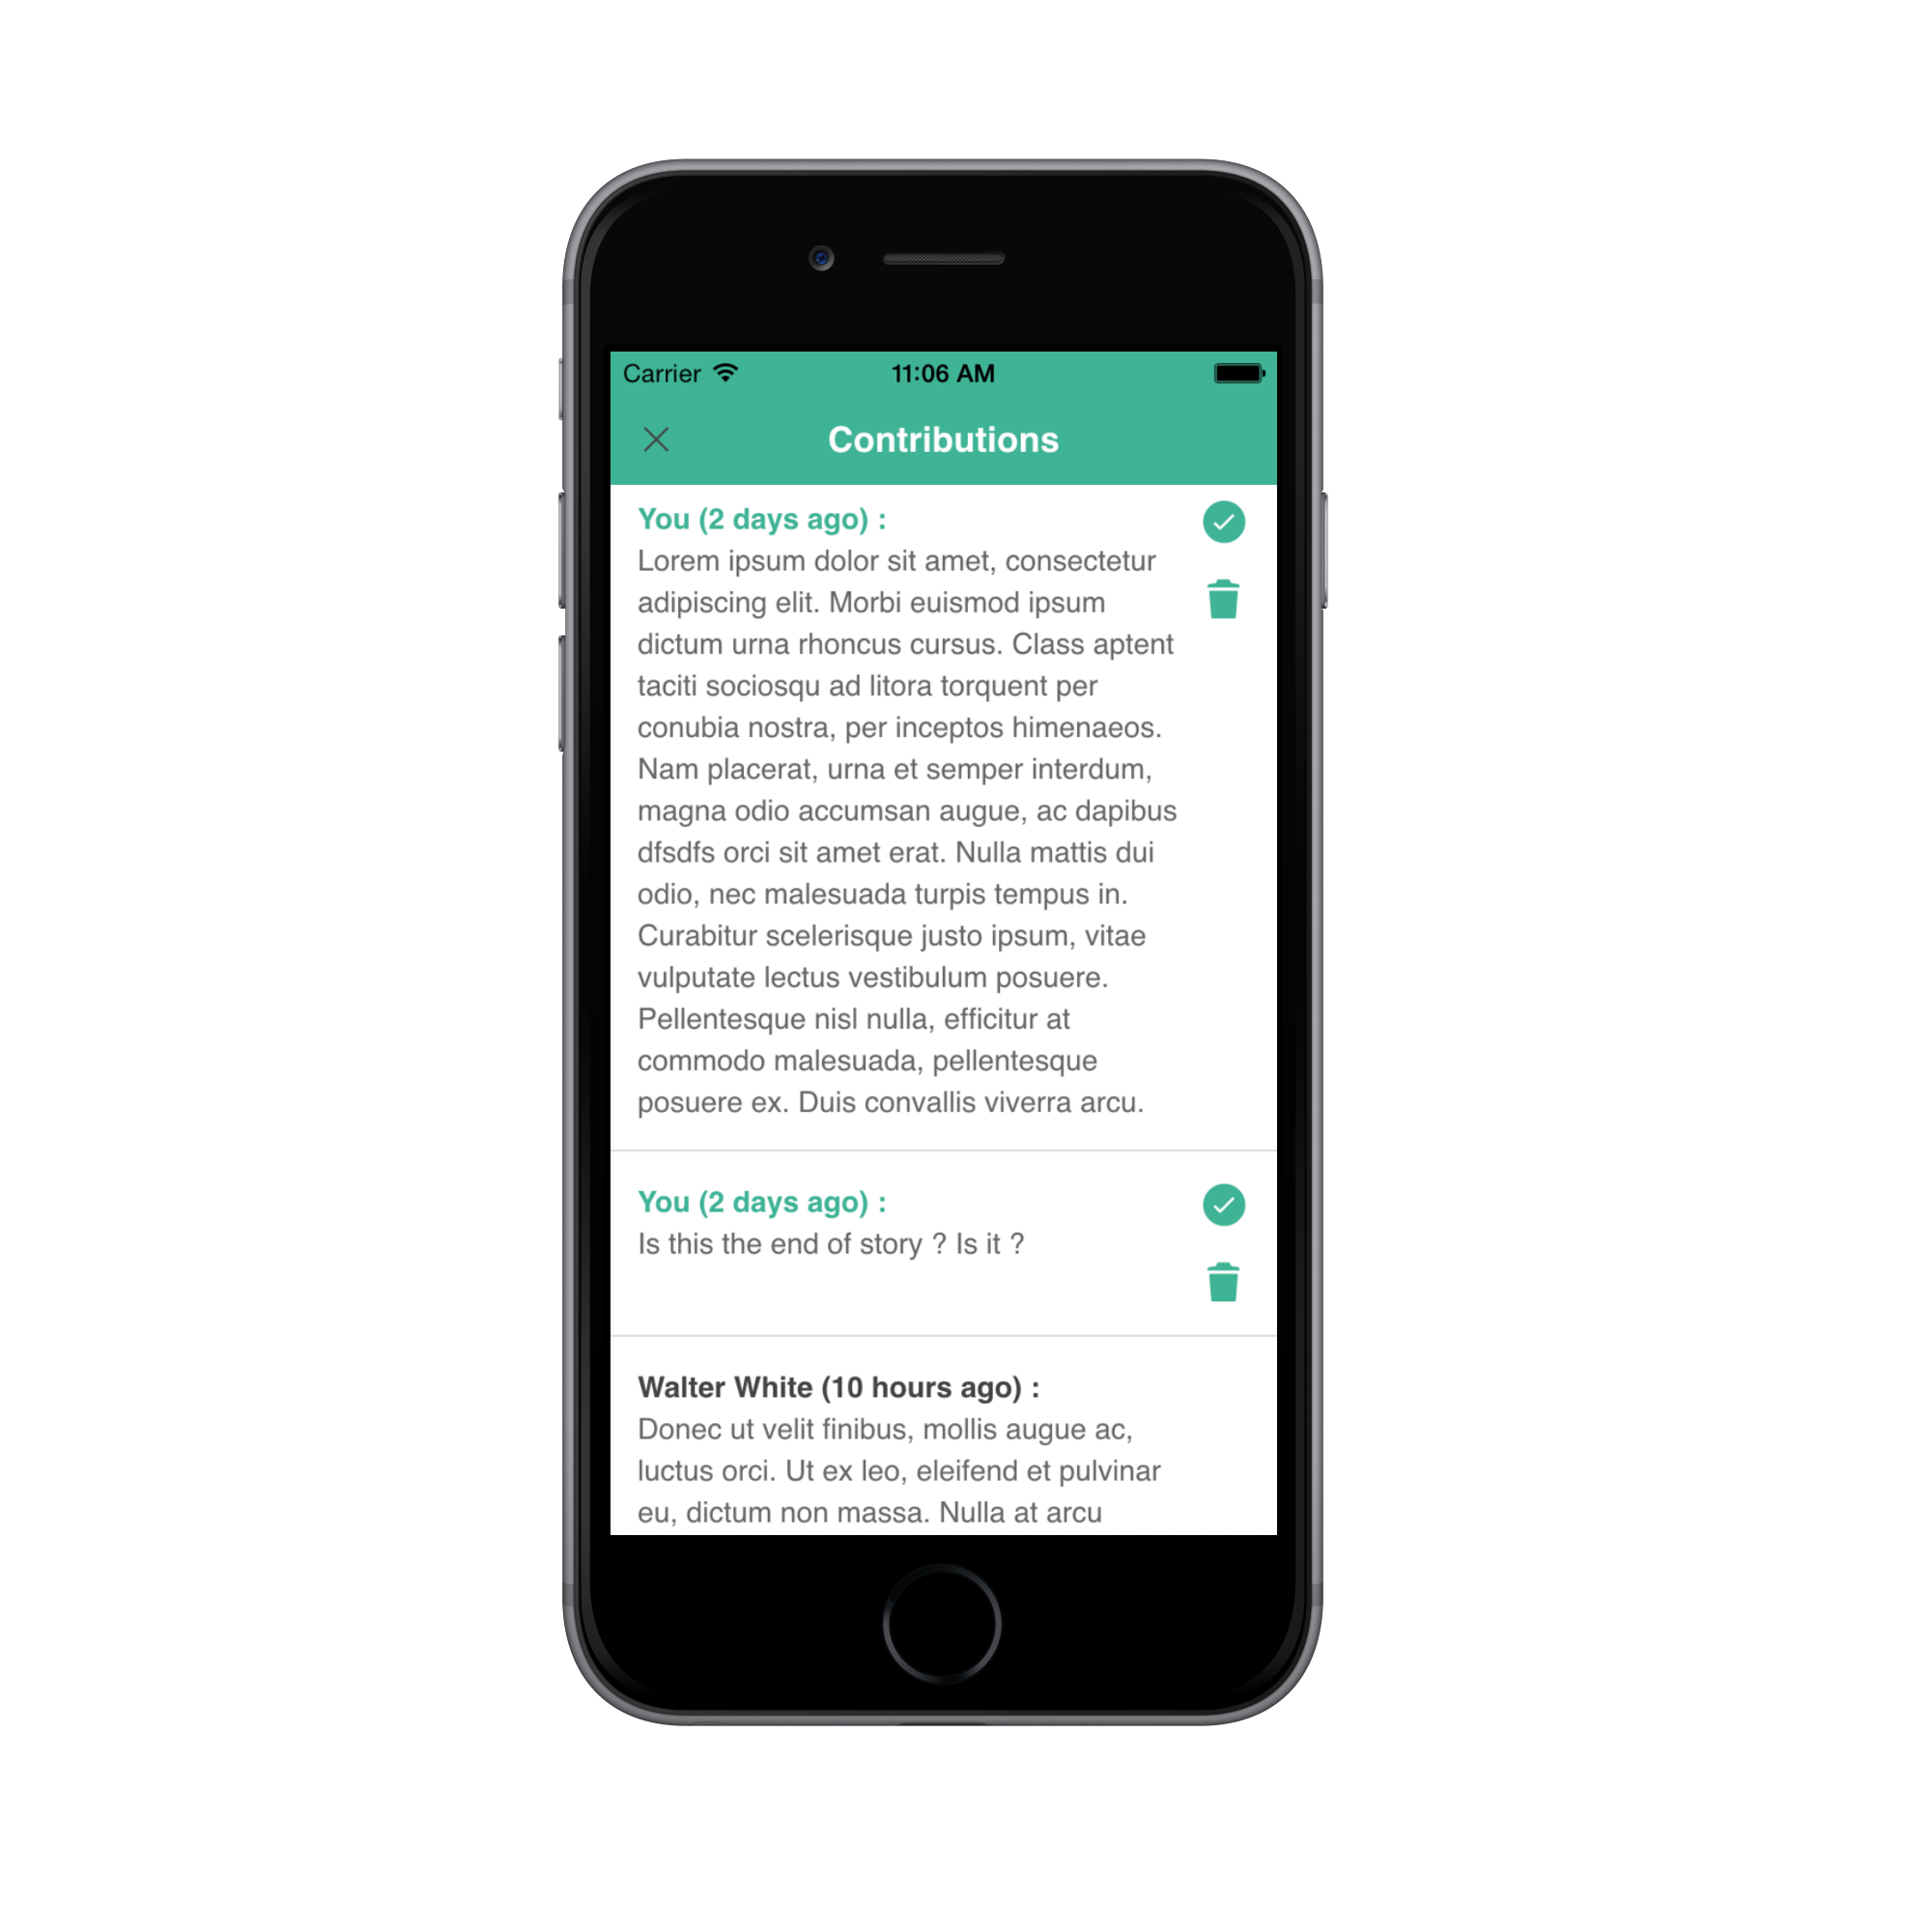 Carrier 11:06 AM
Contributions
You (2 days ago) :
Lorem ipsum dolor sit amet, consectetur
adipiscing elit. Morbi euismod ipsum
dictum urna rhoncus cursus. Class aptent
taciti sociosqu ad litora torquent per
conubia nostra, per inceptos himenaeos.
Nam placerat, urna et semper interdum,
magna odio accumsan augue, ac dapibus
dfsdfs orci sit amet erat. Nulla mattis dui
odio, nec malesuada turpis tempus in.
Curabitur scelerisque justo ipsum, vitae
vulputate lectus vestibulum posuere.
Pellentesque nisl nulla, efficitur at
commodo malesuada, pellentesque
posuere ex. Duis convallis viverra arcu.
You (2 days ago) :
Is this the end of story ? Is it ?
Walter White (10 hours ago) :
Donec ut velit finibus, mollis augue ac,
luctus orci. Ut ex leo, eleifend et pulvinar
eu, dictum non massa. Nulla at arcu